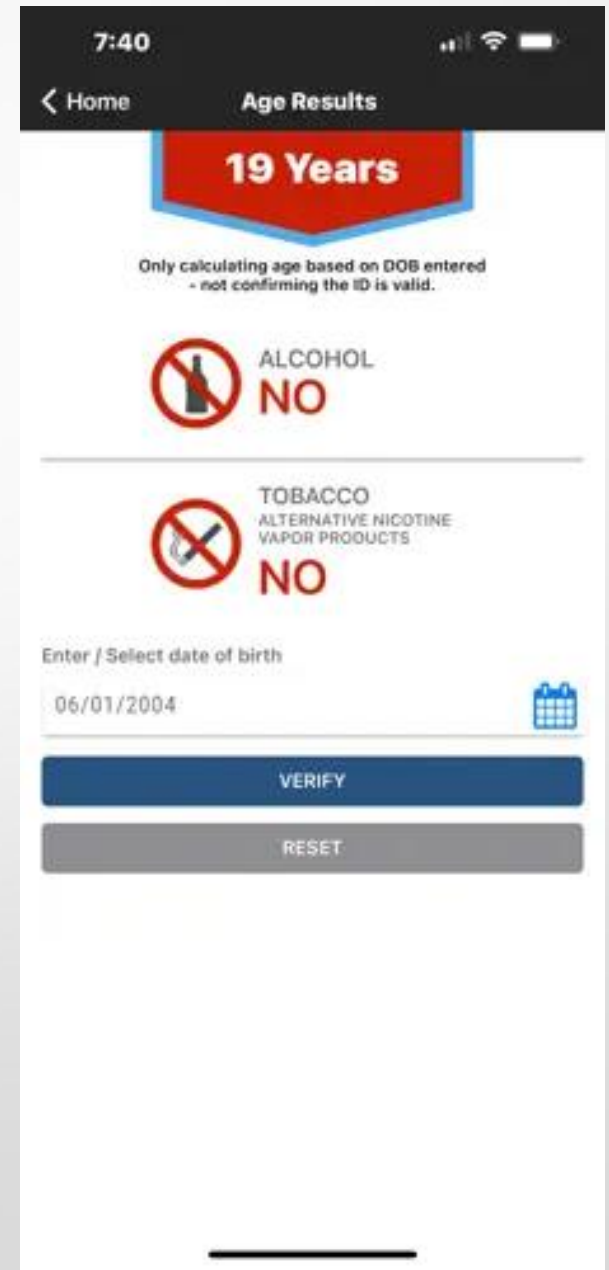 7:40
Home
Age Results
19 Years
Only calculating age based on DOB entered
- not confirming the ID is valid.
ALCOHOL
NO
TOBACCO
ALTERNATIVE NICOTINE
VAPOR PRODUCTS
NO
Enter / Select date of birth
06/01/2004
VERIFY
RESET